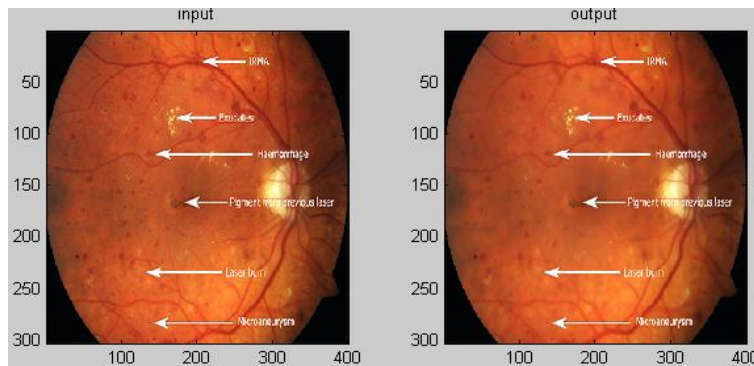 input
output
50
100
150
200
250
300
100
200
300
400
IRMA
Exudates
Haemorrhage
Pigment from previous laser
Laser burn
Microaneurysm
50
100
150
200
250
300
100
200
300
400
IRMA
Exudates
Haemorrhage
Pigment from previous laser
Laser burn
Microaneurysm